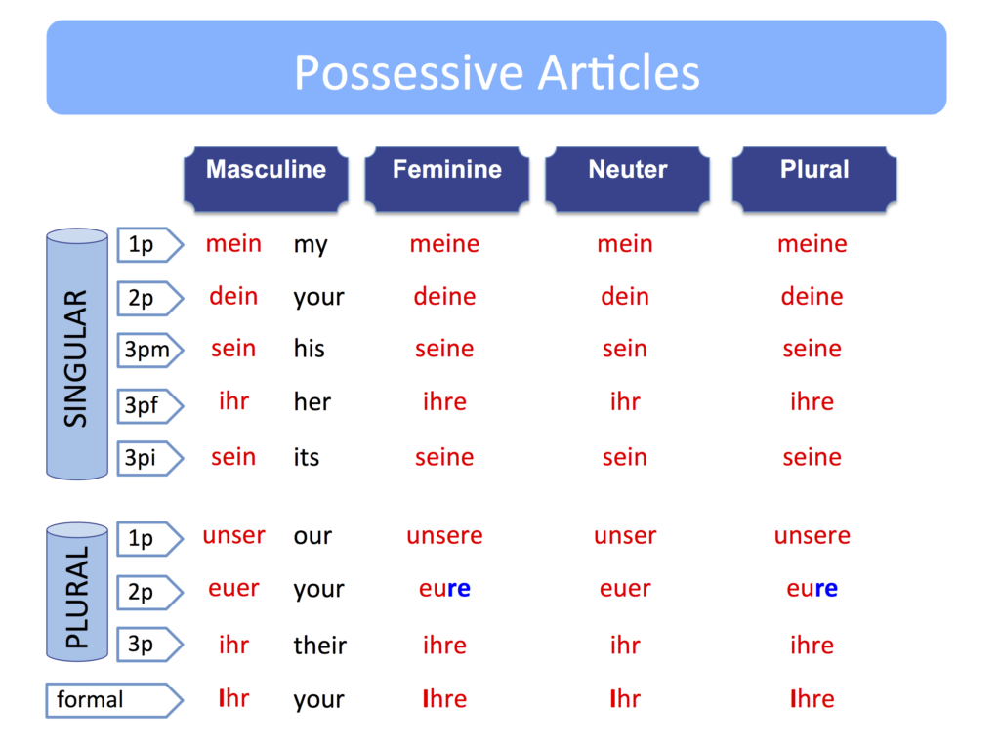 Possessive Articles
Masculine Feminine Neuter Plural
SINGULAR
1p mein my meine mein meine
2p dein your deine dein deine
3pm sein his seine sein seine
3pf ihr her ihre ihr ihre
3pi sein its seine sein seine
PLURAL
1p unser our unsere unser unsere
2p euer your eure euer eure
3p ihr their ihre ihr ihre
formal Ihr your Ihre Ihr Ihre